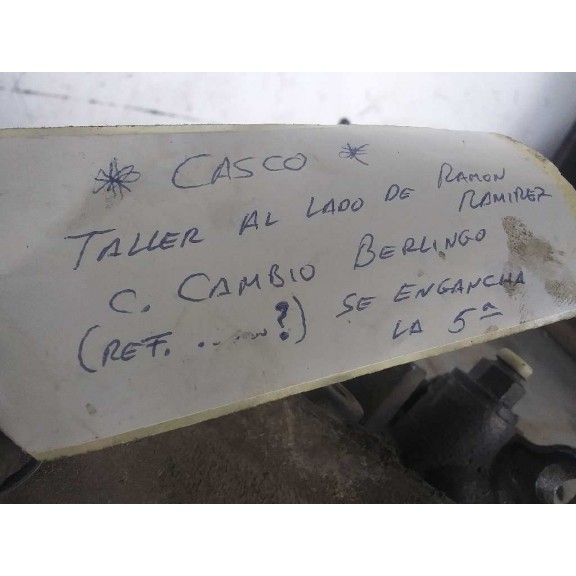 * CASCO *
TALLER AL LADO DE RAMON RAMIREZ
C. CAMBIO BERLINGO
(REF. ......?) SE ENGANCHA LA 5ª